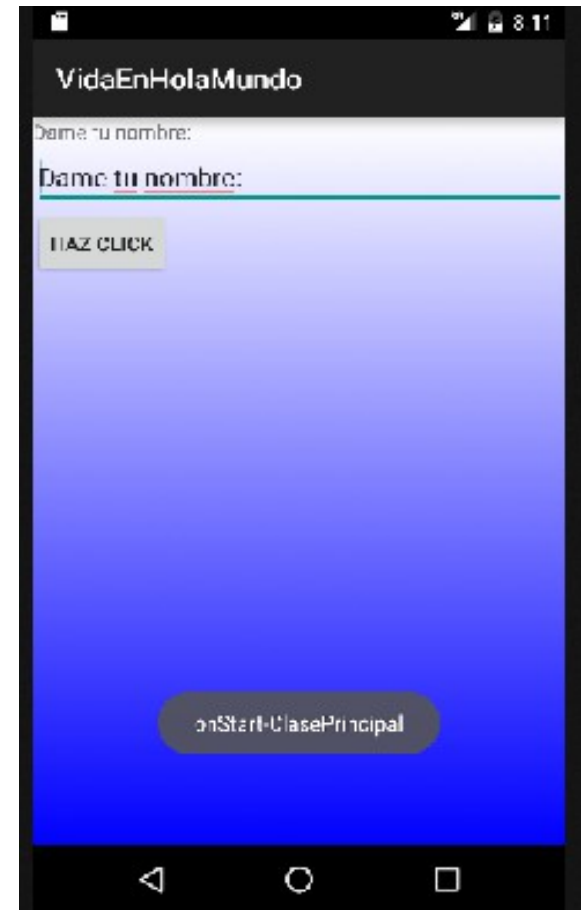 8:11
VidaEnHolaMundo
Dame tu nombre:
Dame tu nombre:
HAZ CLICK
onStart-ClasePrincipal